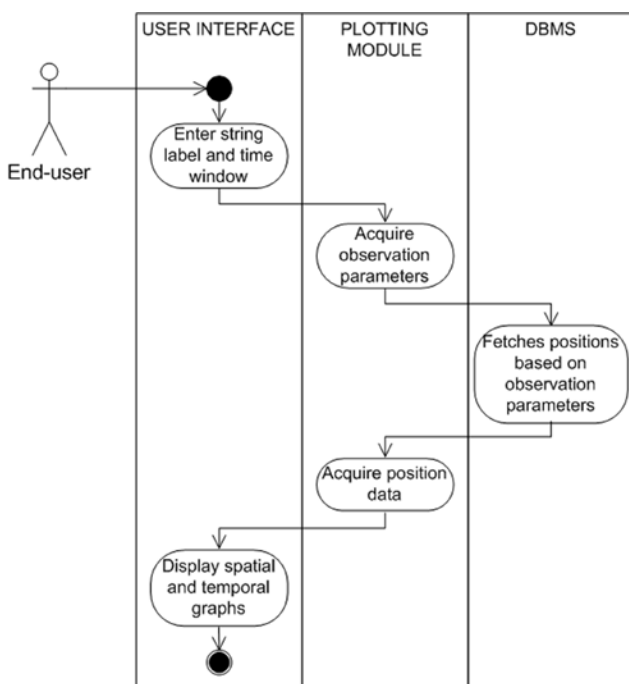 USER INTERFACE
PLOTTING
MODULE
DBMS
End-user
Enter string
label and time
window
Acquire
observation
parameters
Fetches positions
based on
observation
parameters
Acquire position
data
Display spatial
and temporal
graphs